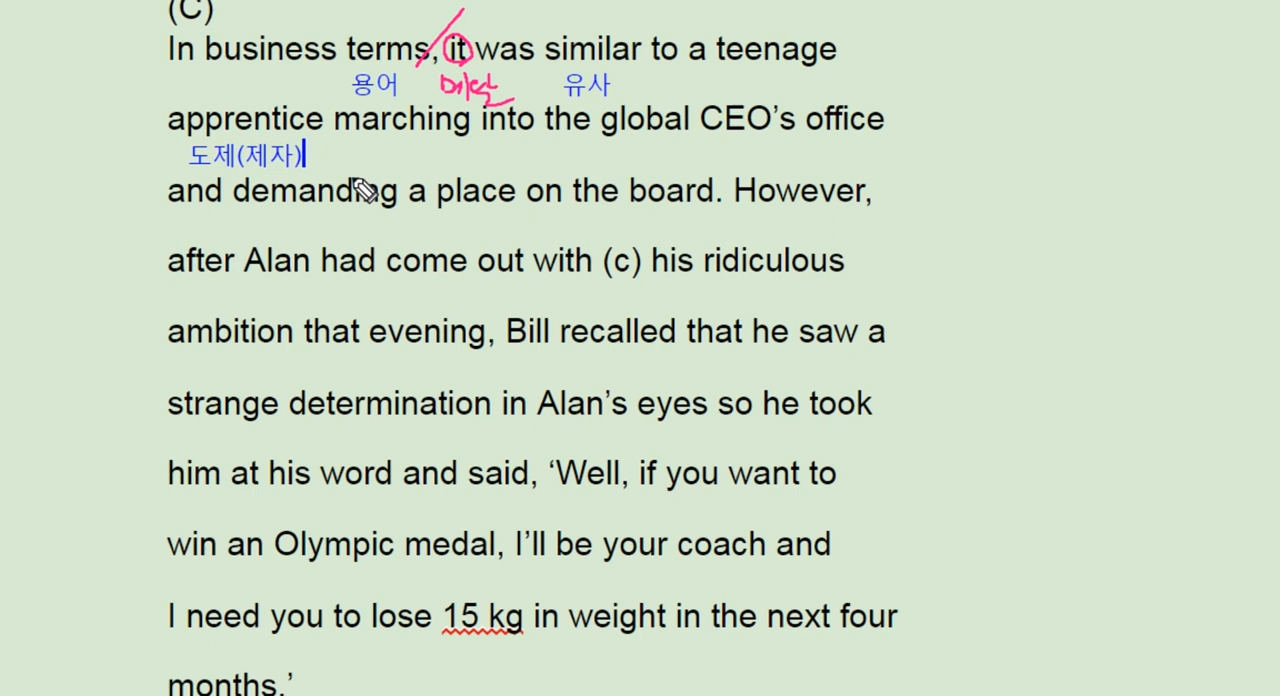 (C)
In business terms, it was similar to a teenage
용어 유사
apprentice marching into the global CEO’s office
도제(제자)
and demanding a place on the board. However,
after Alan had come out with (c) his ridiculous
ambition that evening, Bill recalled that he saw a
strange determination in Alan’s eyes so he took
him at his word and said, ‘Well, if you want to
win an Olympic medal, I’ll be your coach and
I need you to lose 15 kg in weight in the next four
months.’